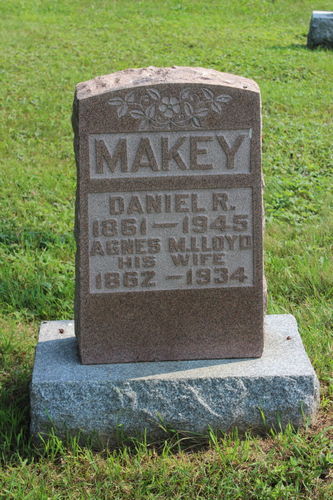 MAKEY
DANIEL R.
1861—1945
AGNES M. LLOYD
HIS WIFE
1862—1934